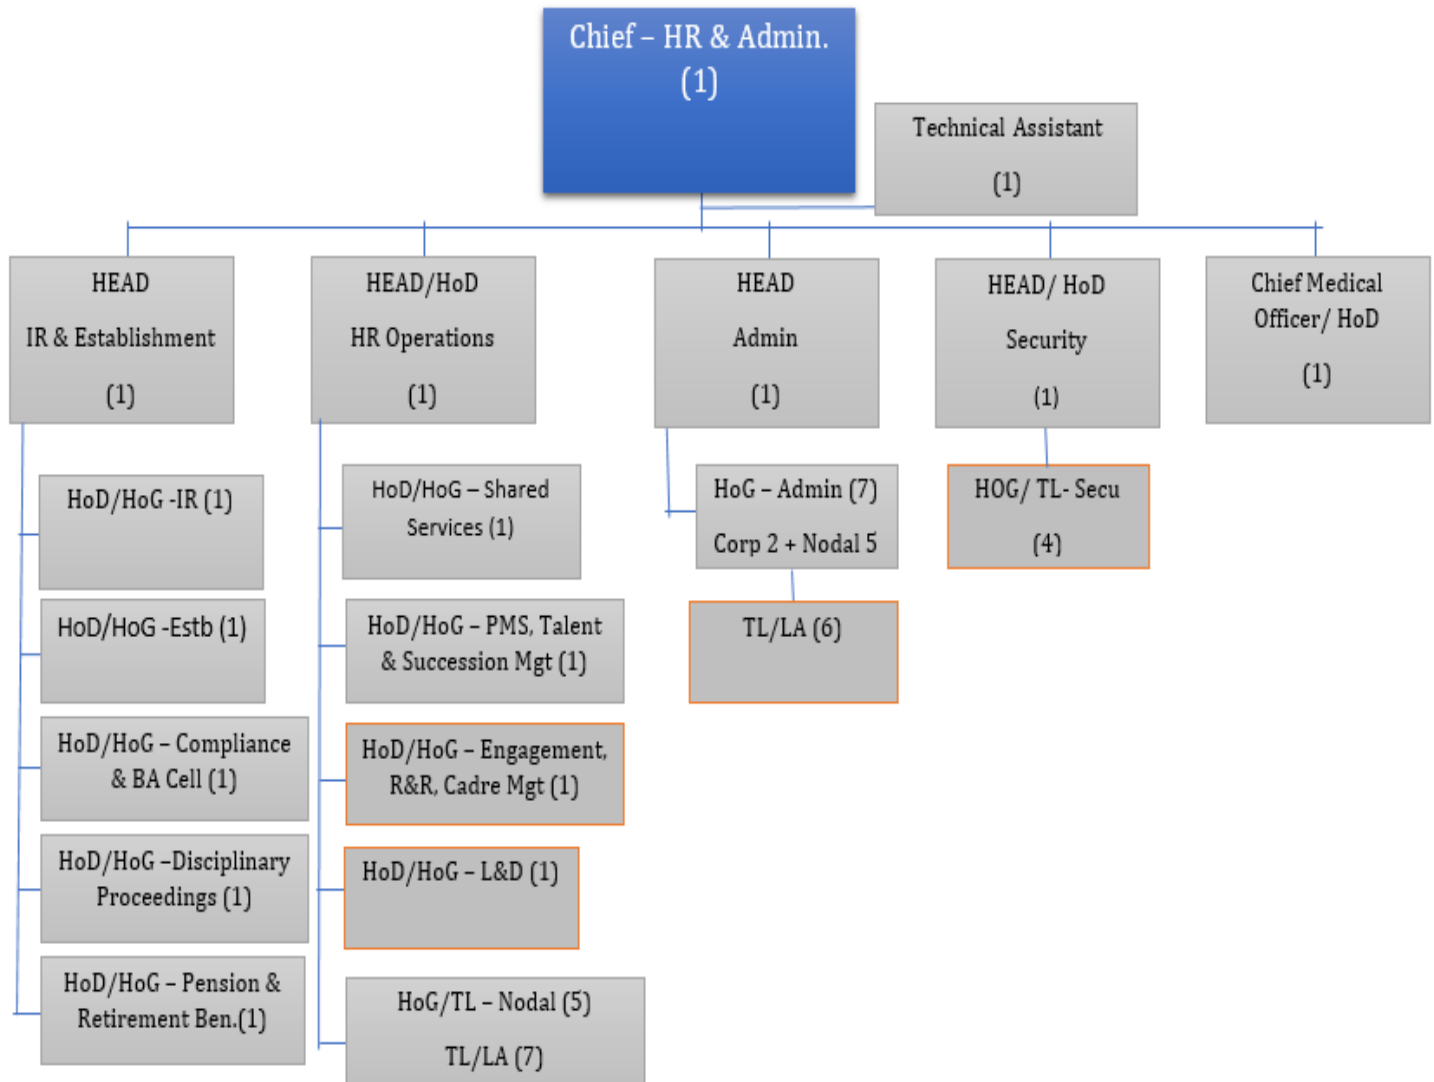 Chief – HR & Admin.
(1)
Technical Assistant
(1)
HEAD
IR & Establishment
(1)
HEAD/HoD
HR Operations
(1)
HEAD
Admin
(1)
HEAD/ HoD
Security
(1)
Chief Medical
Officer/ HoD
(1)
HoD/HoG -IR (1)
HoD/HoG -Estb (1)
HoD/HoG – Compliance
& BA Cell (1)
HoD/HoG –Disciplinary
Proceedings (1)
HoD/HoG – Pension &
Retirement Ben.(1)
HoD/HoG – Shared
Services (1)
HoD/HoG – PMS, Talent
& Succession Mgt (1)
HoD/HoG – Engagement,
R&R, Cadre Mgt (1)
HoD/HoG – L&D (1)
HoG/TL – Nodal (5)
TL/LA (7)
HoG – Admin (7)
Corp 2 + Nodal 5
TL/LA (6)
HOG/ TL- Secu
(4)